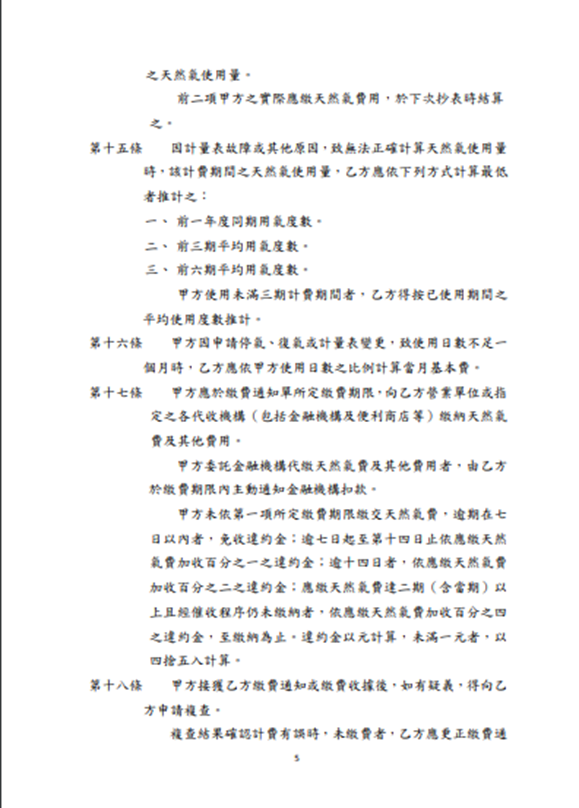 之天然氣使用量。
前二項甲方之實際應繳天然氣費用，於下次抄表時結算
之。
第十五條 因計量表故障或其他原因，致無法正確計算天然氣使用量
時，該計費期間之天然氣使用量，乙方應依下列方式計算最低
者推計之：
一、 前一年度同期用氣度數。
二、 前三期平均用氣度數。
三、 前六期平均用氣度數。
甲方使用未滿三期計費期間者，乙方得按已使用期間之
平均使用度數推計。
第十六條 甲方因申請停氣、復氣或計量表變更，致使用日數不足一
個月時，乙方應依甲方使用日數之比例計算當月基本費。
第十七條 甲方應於繳費通知單所定繳費期限，向乙方營業單位或指
定之各代收機構（包括金融機構及便利商店等）繳納天然氣
費及其他費用。
甲方委託金融機構代繳天然氣費及其他費用者，由乙方
於繳費期限內主動通知金融機構扣款。
甲方未依第一項所定繳費期限繳交天然氣費，逾期在七
日以內者，免收違約金；逾七日起至第十四日止依應繳天然
氣費加收百分之一之違約金；逾十四日者，依應繳天然氣費
加收百分之二之違約金；應繳天然氣費達二期（含當期）以
上且經催收程序仍未繳納者，依應繳天然氣費加收百分之四
之違約金，至繳納為止。違約金以元計算，未滿一元者，以
四捨五入計算。
第十八條 甲方接獲乙方繳費通知或繳費收據後，如有疑義，得向乙
方申請複查。
複查結果確認計費有誤時，未繳費者，乙方應更正繳費通
5